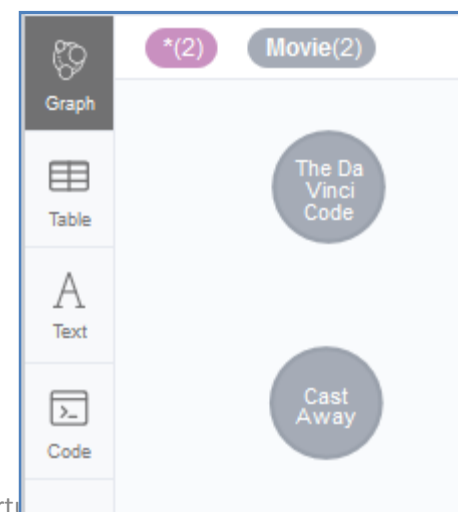 *(2) Movie(2)
Graph
The Da
Vinci
Code
Table
Text
Cast
Away
Code